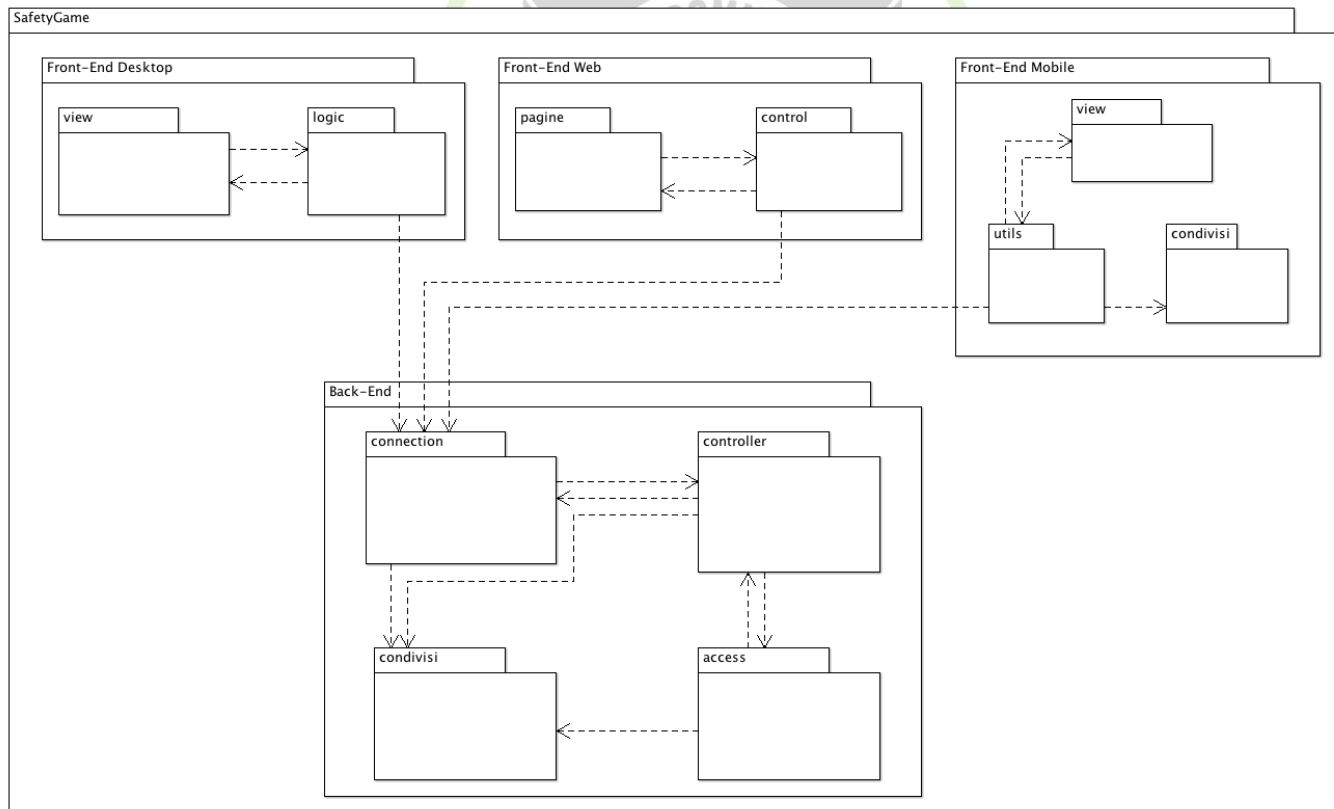 SafetyGame
Front-End Desktop
Front-End Web
Front-End Mobile
view
logic
pagine
control
view
utils
condivisi
Back-End
connection
controller
condivisi
access